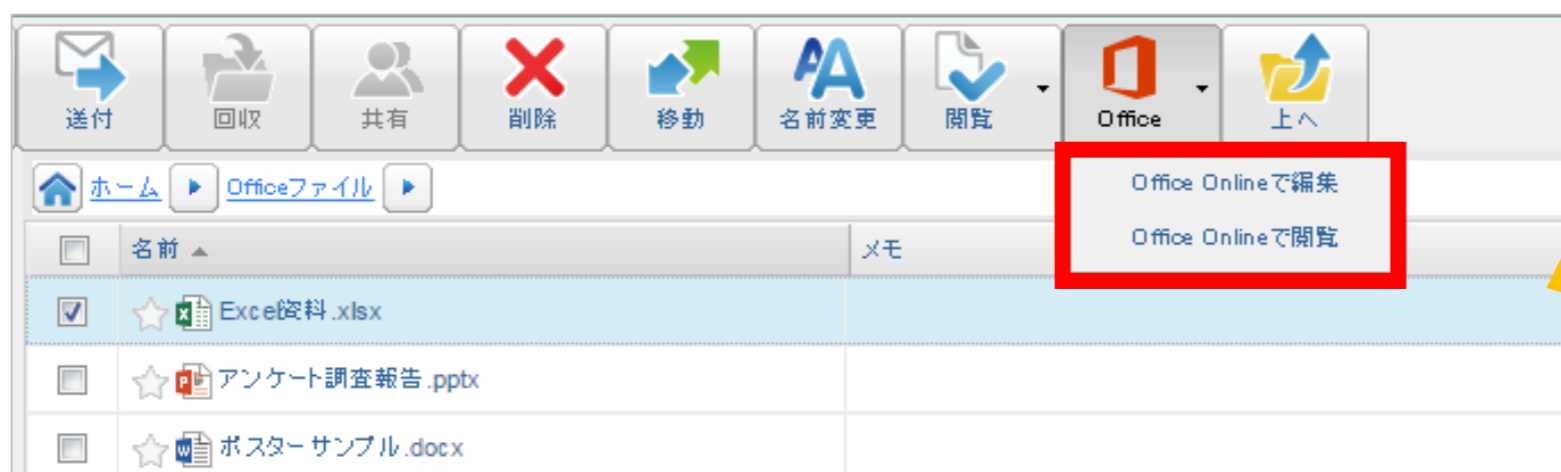 送付 回収 共有 削除 移動 名前変更 閲覧 Office 上へ
ホーム Officeファイル
Office Onlineで編集
Office Onlineで閲覧
名前 メモ
Excel資料.xlsx
アンケート調査報告.pptx
ポスターサンプル.docx